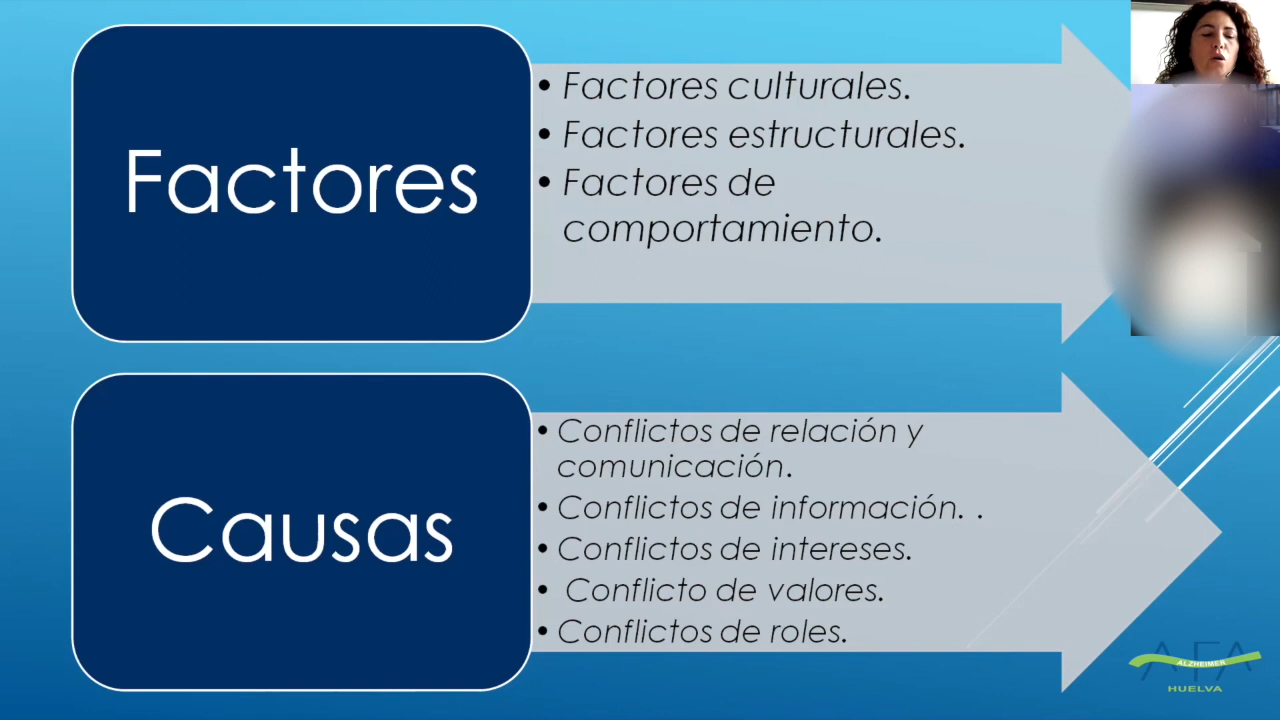 Factores
• Factores culturales.
• Factores estructurales.
• Factores de
comportamiento.
Causas
• Conflictos de relación y
comunicación.
• Conflictos de información. .
• Conflictos de intereses.
• Conflicto de valores.
• Conflictos de roles.
AFA
ALZHEIMER
HUELVA